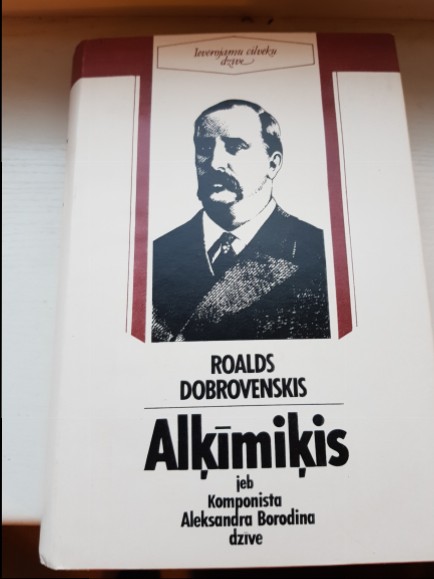 Ievērojamu cilvēku
dzīve
ROALDS
DOBROVENSKIS
Alķīmiķis
jeb
Komponista
Aleksandra Borodina
dzīve